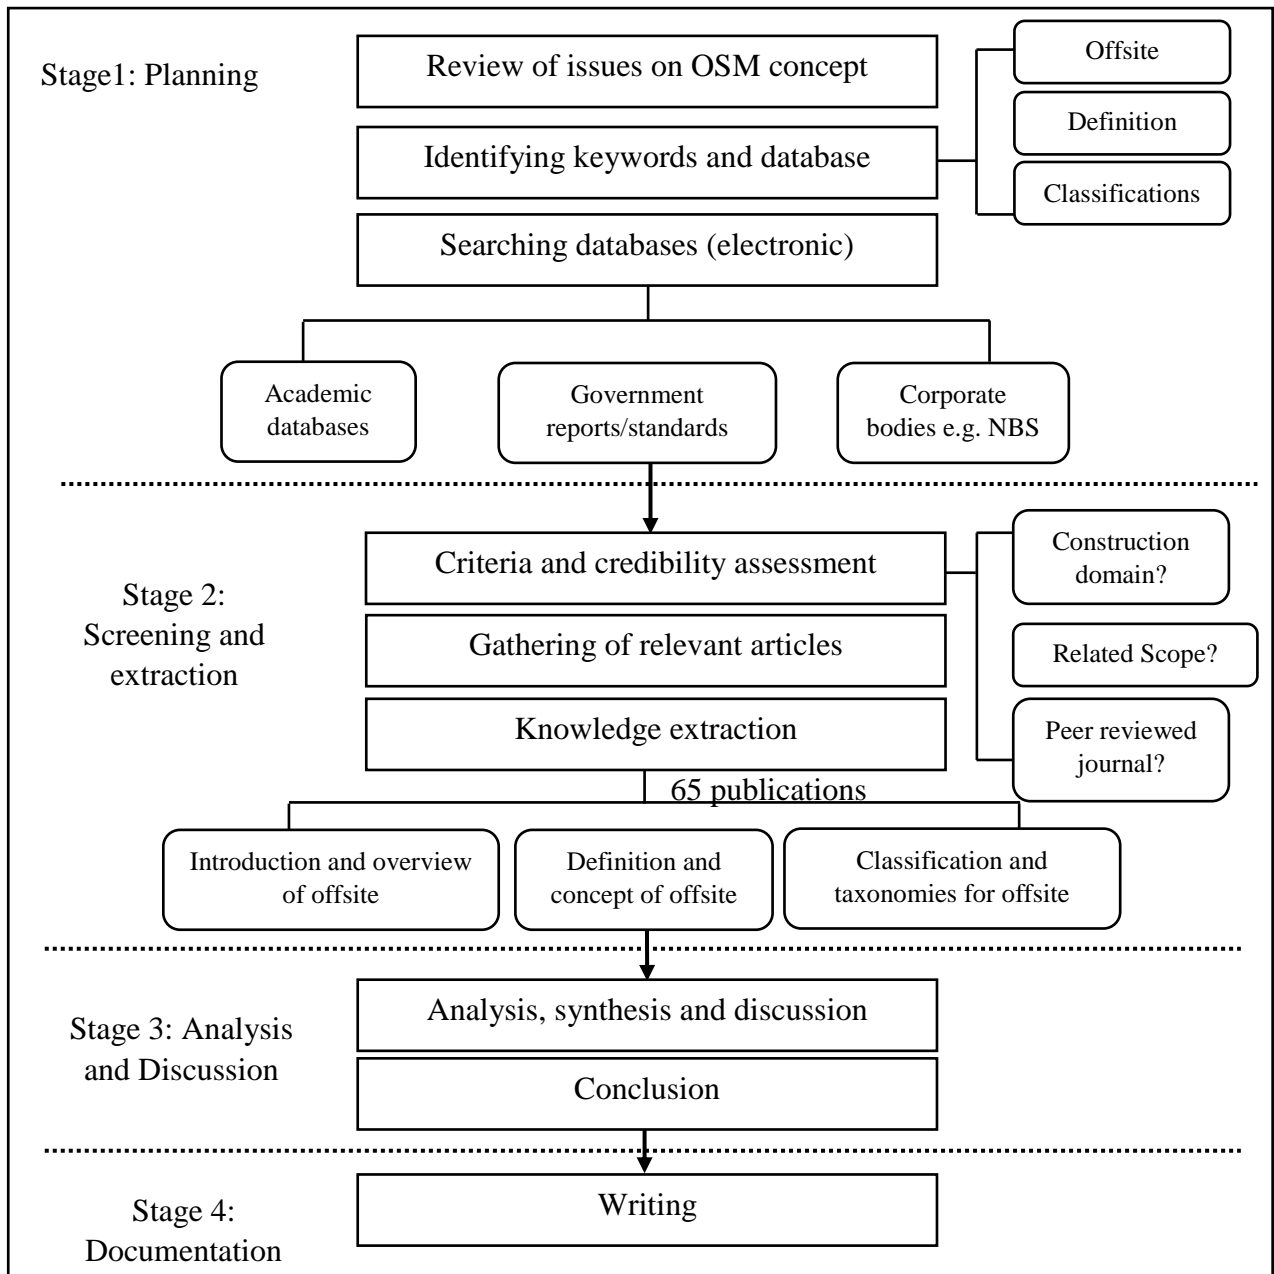 Stage1: Planning
Review of issues on OSM concept
Identifying keywords and database
Searching databases (electronic)
Offsite
Definition
Classifications
Academic
databases
Government
reports/standards
Corporate
bodies e.g. NBS
Stage 2:
Screening and
extraction
Criteria and credibility assessment
Gathering of relevant articles
Knowledge extraction
Construction
domain?
Related Scope?
Peer reviewed
journal?
65 publications
Introduction and overview
of offsite
Definition and
concept of offsite
Classification and
taxonomies for offsite
Stage 3: Analysis
and Discussion
Analysis, synthesis and discussion
Conclusion
Stage 4:
Documentation
Writing